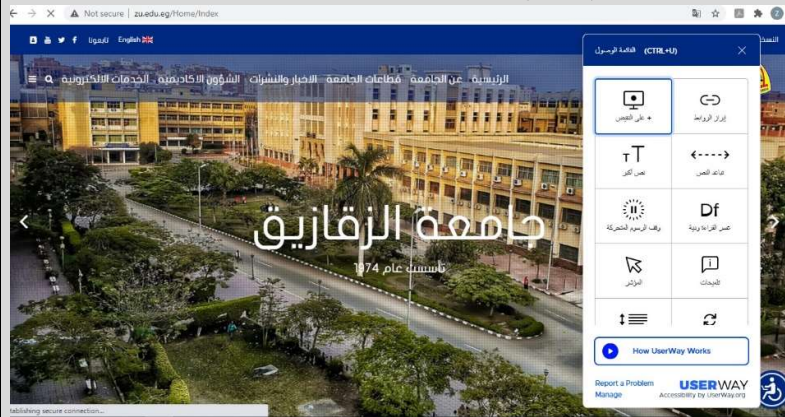 Not secure | zu.edu.eg/Home/Index
English
تابعونا
النسخ
الرئيسية عن الجامعة قطاعات الجامعة الاخبار والنشرات الشؤون الاكاديمية الخدمات الالكترونية
جامعة الزقازيق
تأسست عام 1974
(CTRL+U) القائمة الوصول
إبراز الروابط
+ على النقيض
تباعد النص
نص أكبر
Df
عسر القراءة ودية
وقف الرسوم المتحركة
تلميحات
المؤشر
How UserWay Works
Report a Problem
Manage
USERWAY
Accessibility by UserWay.org
tablishing secure connection...